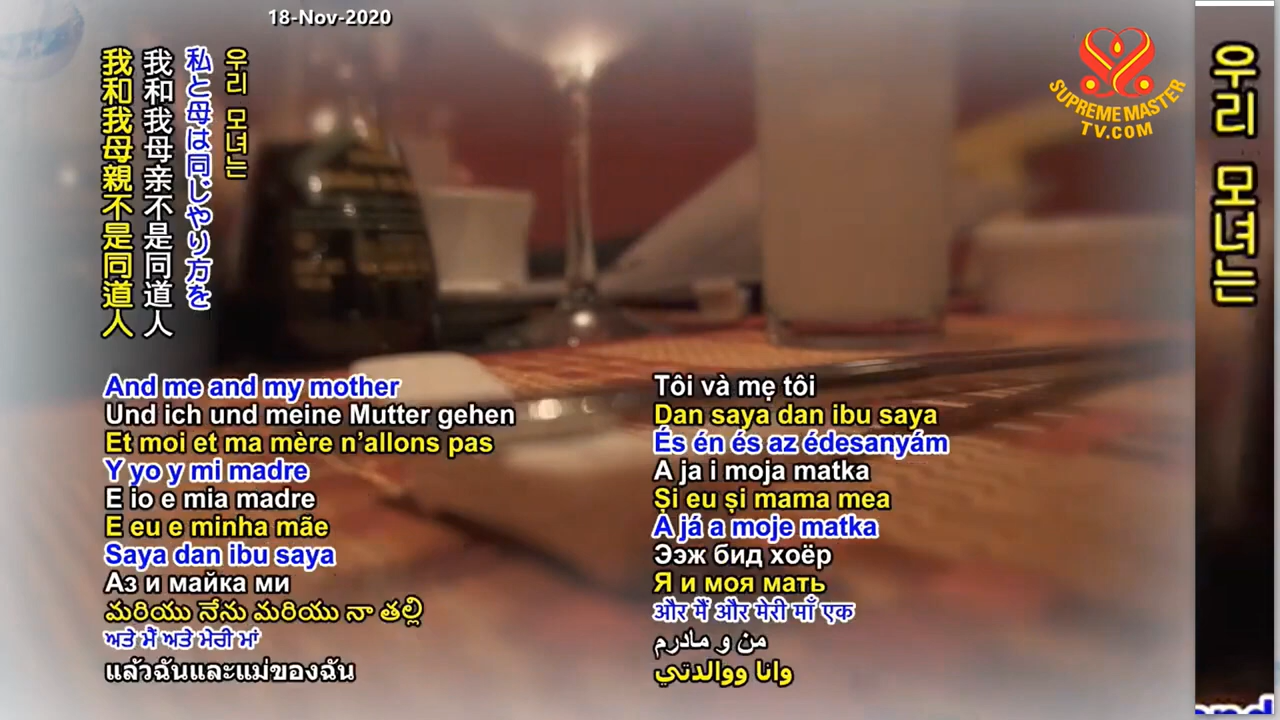 18-Nov-2020
SUPREME MASTER
TV.COM
우리 모녀는
私と母は同じやり方を
我和我母亲不是同道人
我和我母親不是同道人
And me and my mother
Und ich und meine Mutter gehen
Et moi et ma mère n’allons pas
Y yo y mi madre
E io e mia madre
E eu e minha mãe
Saya dan ibu saya
Аз и майка ми
మరియు నేను మరియు నా తల్లి
ਅਤੇ ਮੈਂ ਅਤੇ ਮੇਰੀ ਮਾਂ
แล้วฉันและแม่ของฉัน
Tôi và mẹ tôi
Dan saya dan ibu saya
És én és az édesanyám
A ja i moja matka
Și eu și mama mea
A já a moje matka
Ээж бид хоёр
Я и моя мать
और मैं और मेरी माँ एक
من و مادرم
وانا ووالدتي
우리 모녀는